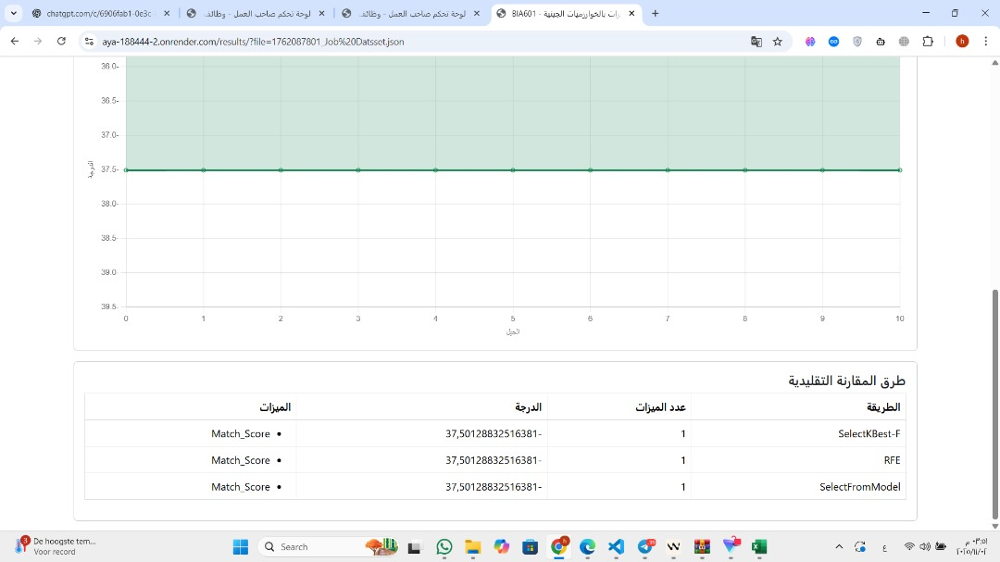 chatgpt.com/c/6906fab1-0e3c
لوحة تحكم صاحب العمل - وظائف
لوحة تحكم صاحب العمل - وظائف
BIA601 - رات بالخوارزميات الجينية
aya-188444-2.onrender.com/results/?file=1762087801_Job%20Datsset.json
h
36.0-
36.5-
37.0-
37.5-
38.0-
38.5-
39.0-
39.5-
الدرجة
0 1 2 3 4 5 6 7 8 9 10
الجيل
طرق المقارنة التقليدية
الطريقة عدد الميزات الدرجة الميزات
SelectKBest-F 1 37,50128832516381- • Match_Score
RFE 1 37,50128832516381- • Match_Score
SelectFromModel 1 37,50128832516381- • Match_Score
3
De hoogste tem...
Voor record
Search
ع
م ٠٣:٥١